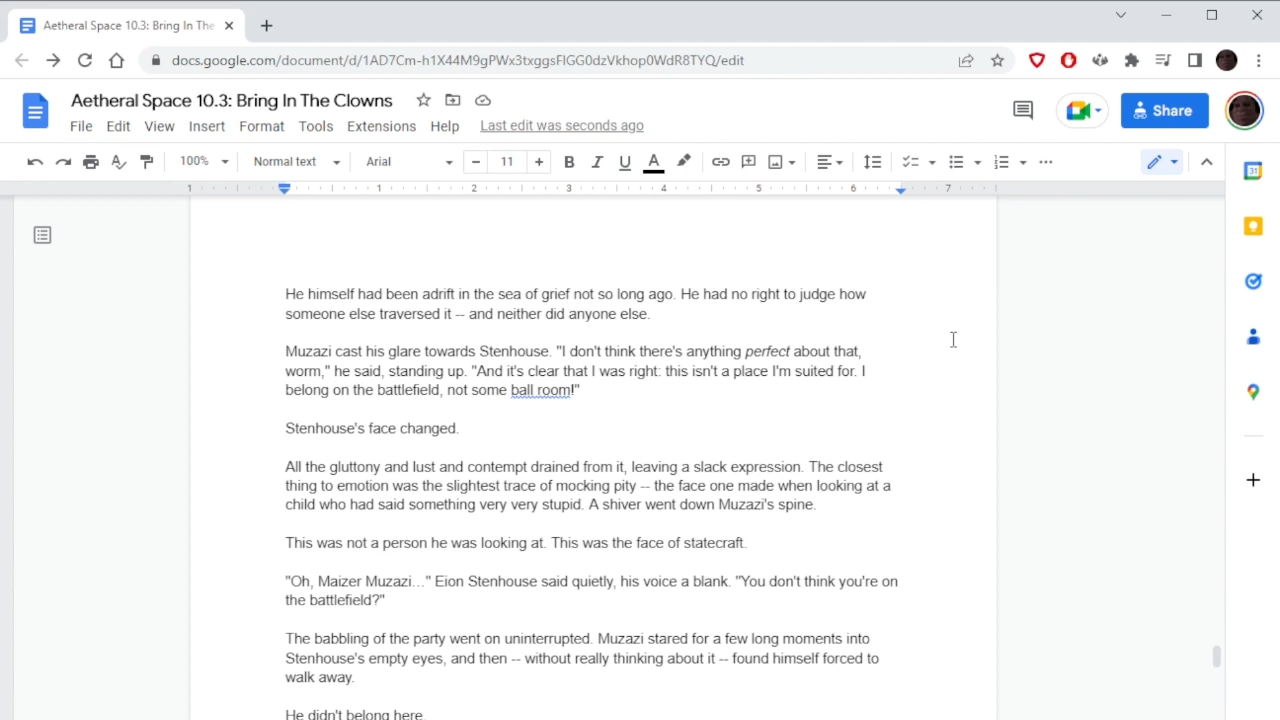 Aetheral Space 10.3: Bring In The
docs.google.com/document/d/1AD7Cm-h1X44M9gPWx3txggsFIGG0dzVkhop0WdR8TYQ/edit
Aetheral Space 10.3: Bring In The Clowns
Share
File Edit View Insert Format Tools Extensions Help Last edit was seconds ago
100% Normal text Arial 11
1 1 2 3 4 5 6 7
31
He himself had been adrift in the sea of grief not so long ago. He had no right to judge how
someone else traversed it -- and neither did anyone else.
Muzazi cast his glare towards Stenhouse. "I don't think there's anything perfect about that,
worm," he said, standing up. "And it's clear that I was right: this isn't a place I'm suited for. I
belong on the battlefield, not some ball room!"
Stenhouse's face changed.
All the gluttony and lust and contempt drained from it, leaving a slack expression. The closest
thing to emotion was the slightest trace of mocking pity -- the face one made when looking at a
child who had said something very very stupid. A shiver went down Muzazi's spine.
This was not a person he was looking at. This was the face of statecraft.
"Oh, Maizer Muzazi…" Eion Stenhouse said quietly, his voice a blank. "You don't think you're on
the battlefield?"
The babbling of the party went on uninterrupted. Muzazi stared for a few long moments into
Stenhouse's empty eyes, and then -- without really thinking about it -- found himself forced to
walk away.
He didn't belong here.